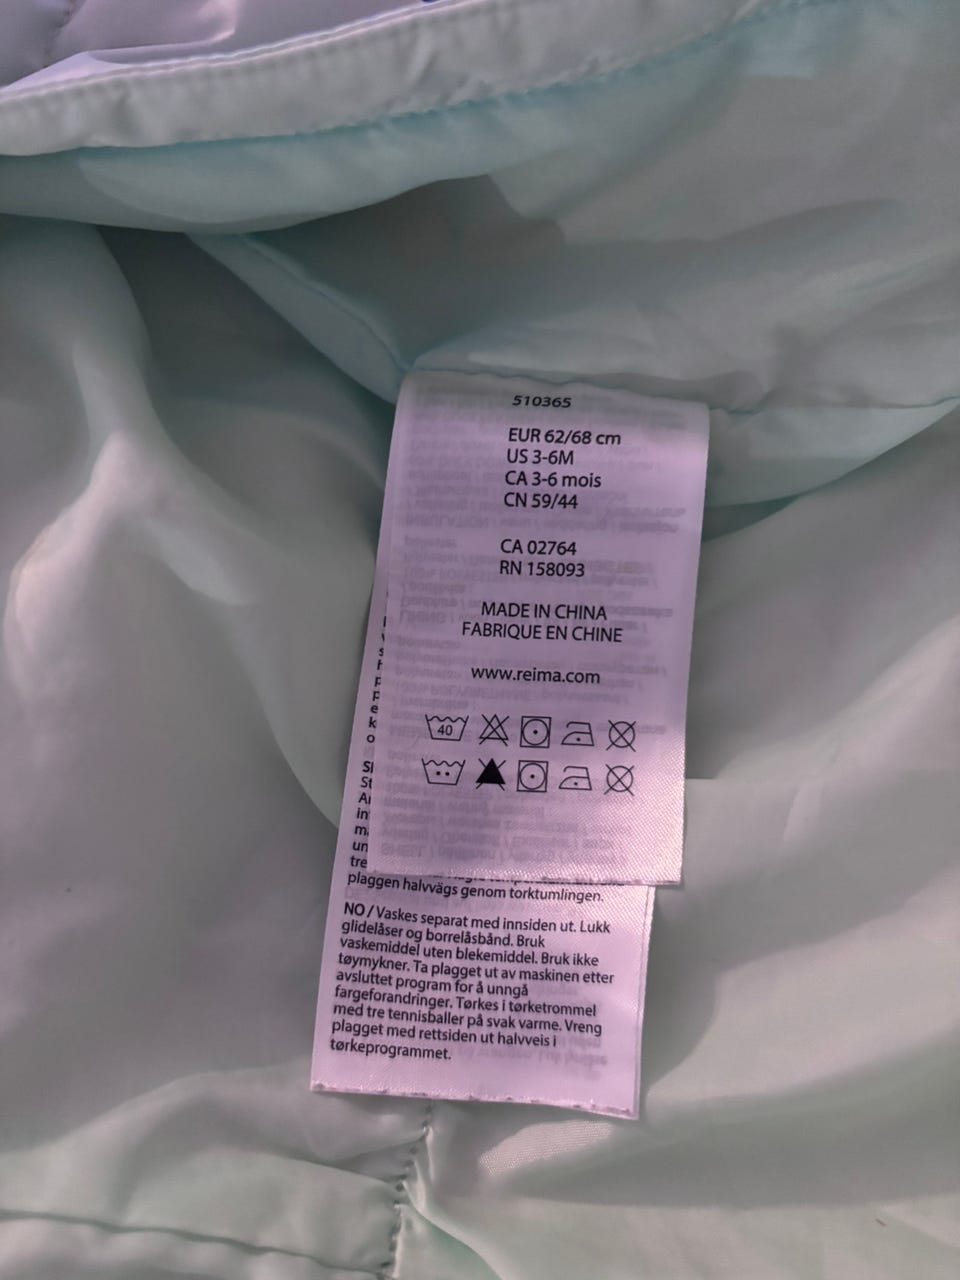 510365
EUR 62/68 cm
US 3-6M
CA 3-6 mois
CN 59/44
CA 02764
RN 158093
MADE IN CHINA
FABRIQUE EN CHINE
www.reima.com
40
plaggen halvvägs genom torktumlingen.
NO / Vaskes separat med innsiden ut. Lukk
glidelåser og borrelåsbånd. Bruk
vaskemiddel uten blekemiddel. Bruk ikke
tøymykner. Ta plagget ut av maskinen etter
avsluttet program for å unngå
fargeforandringer. Tørkes i tørketrommel
med tre tennisballer på svak varme. Vreng
plagget med rettsiden ut halvveis i
tørkeprogrammet.